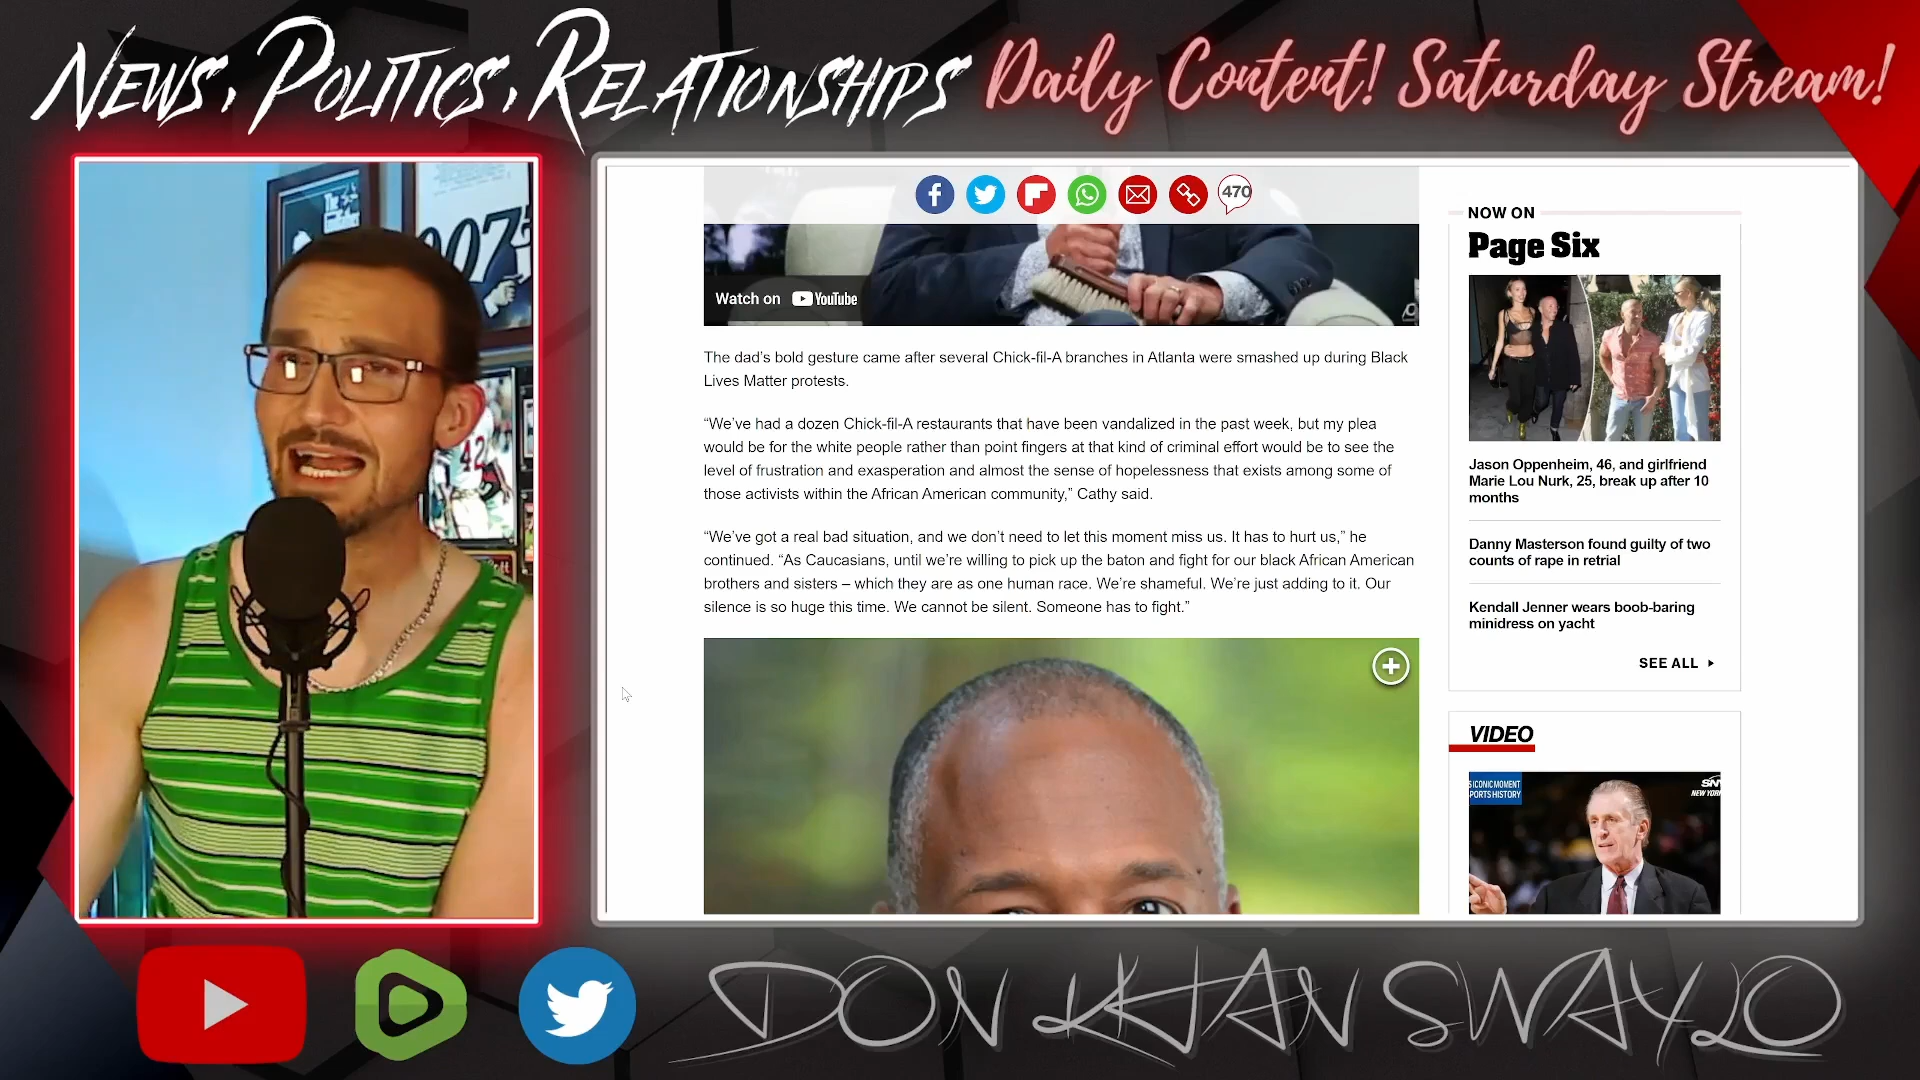 News, Politics, Relationships
Daily Content! Saturday Stream!
007
42
470
Watch on YouTube
The dad’s bold gesture came after several Chick-fil-A branches in Atlanta were smashed up during Black
Lives Matter protests.
“We’ve had a dozen Chick-fil-A restaurants that have been vandalized in the past week, but my plea
would be for the white people rather than point fingers at that kind of criminal effort would be to see the
level of frustration and exasperation and almost the sense of hopelessness that exists among some of
those activists within the African American community,” Cathy said.
“We’ve got a real bad situation, and we don’t need to let this moment miss us. It has to hurt us,” he
continued. “As Caucasians, until we’re willing to pick up the baton and fight for our black African American
brothers and sisters – which they are as one human race. We’re shameful. We’re just adding to it. Our
silence is so huge this time. We cannot be silent. Someone has to fight.”
NOW ON
Page Six
Jason Oppenheim, 46, and girlfriend
Marie Lou Nurk, 25, break up after 10
months
Danny Masterson found guilty of two
counts of rape in retrial
Kendall Jenner wears boob-baring
minidress on yacht
SEE ALL
VIDEO
ICONIC MOMENT
PORTS HISTORY
SN
NEW YOR
DON KHAN SWAYLO